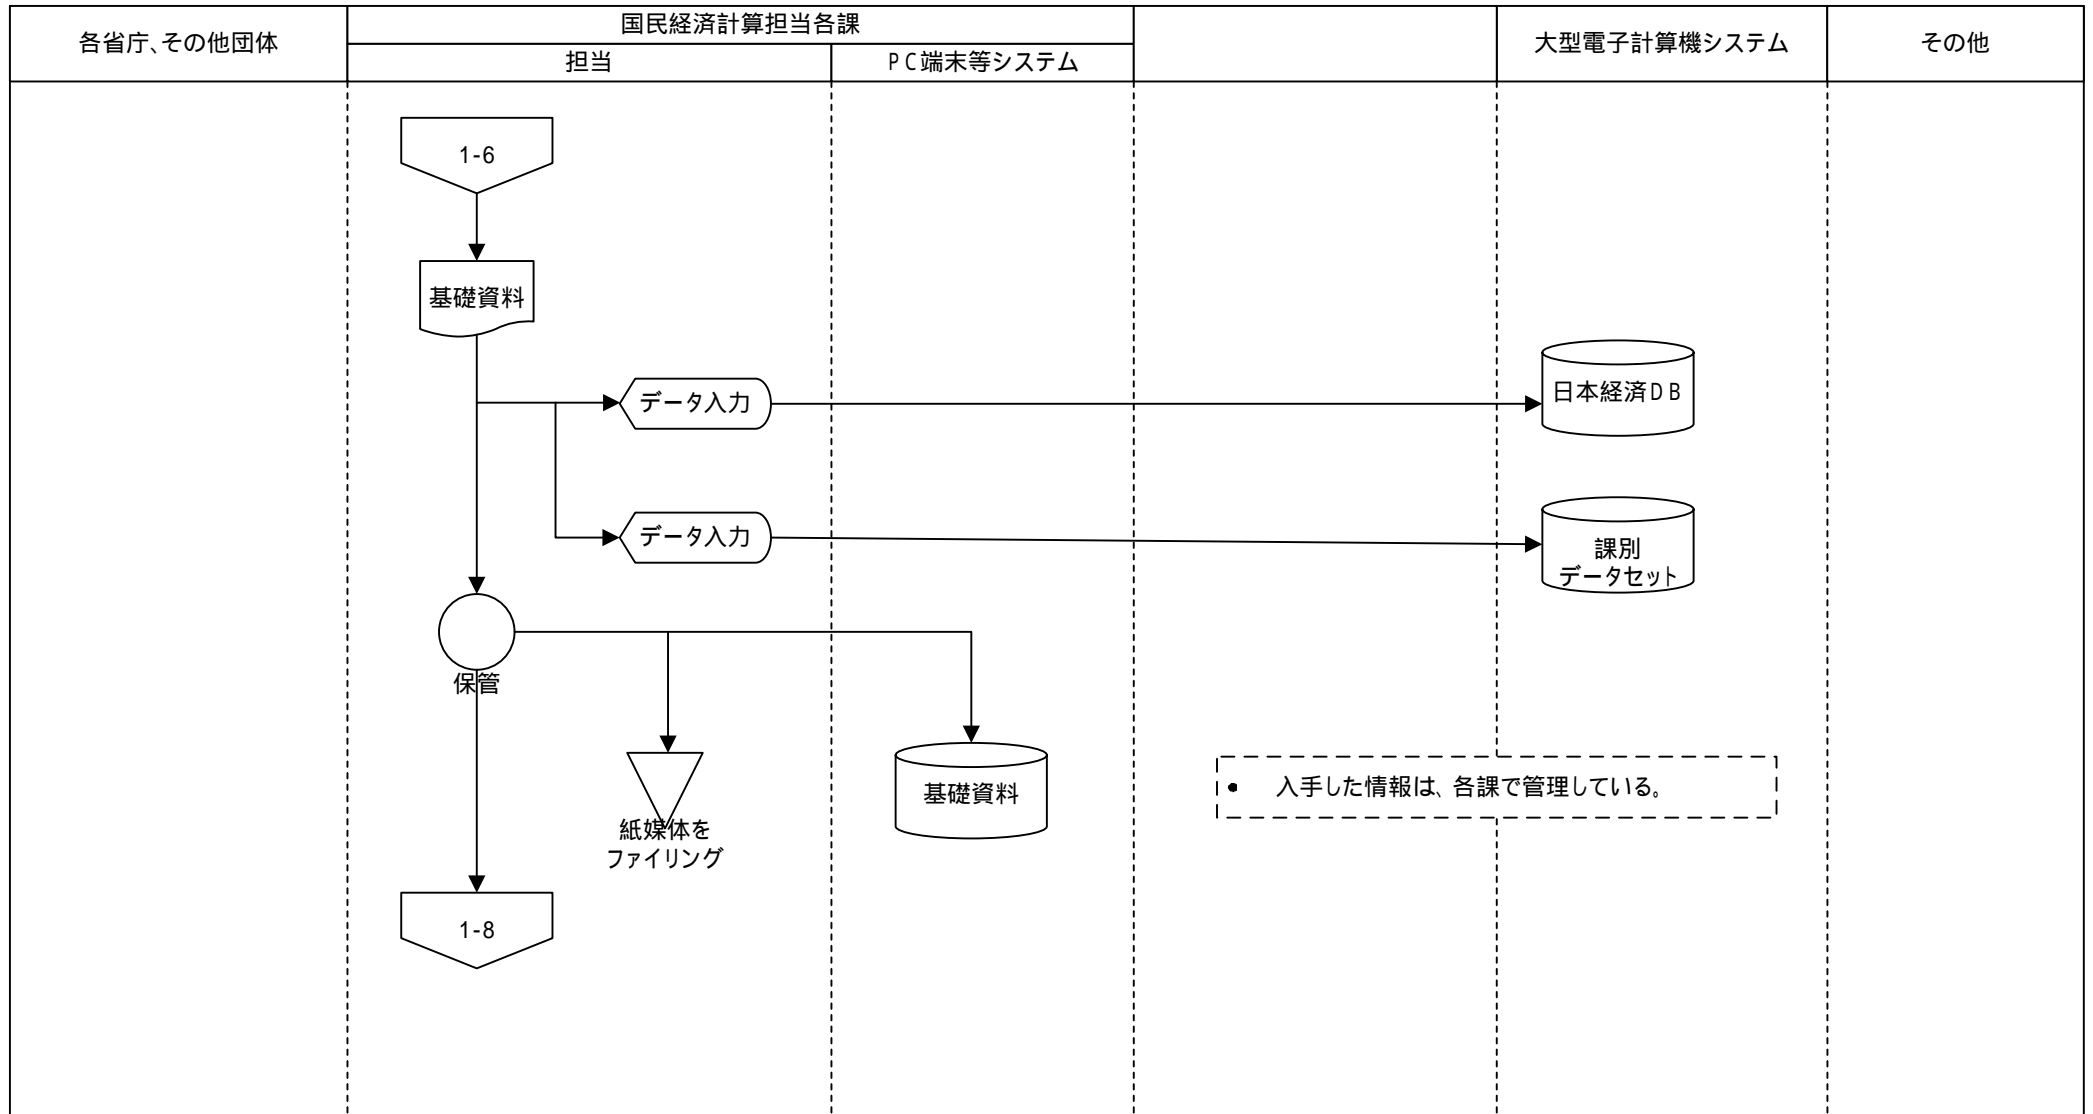 各省庁、その他団体
国民経済計算担当各課
担当
PC端末等システム
大型電子計算機システム
その他
1-6
基礎資料
データ入力
日本経済DB
データ入力
課別
データセット
保管
紙媒体を
ファイリング
基礎資料
• 入手した情報は、各課で管理している。
1-8